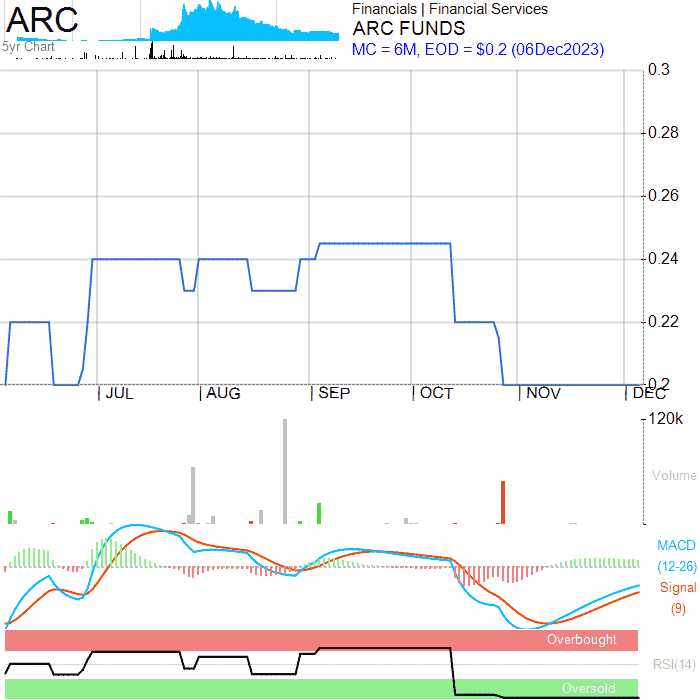 ARC
5yr Chart
Financials | Financial Services
ARC FUNDS
MC = 6M, EOD = $0.2 (06Dec2023)
0.3
0.28
0.26
0.24
0.22
0.2
JUL AUG SEP OCT NOV DEC
120k
Volume
MACD
(12-26)
Signal
(9)
Overbought
RSI(14)
Oversold